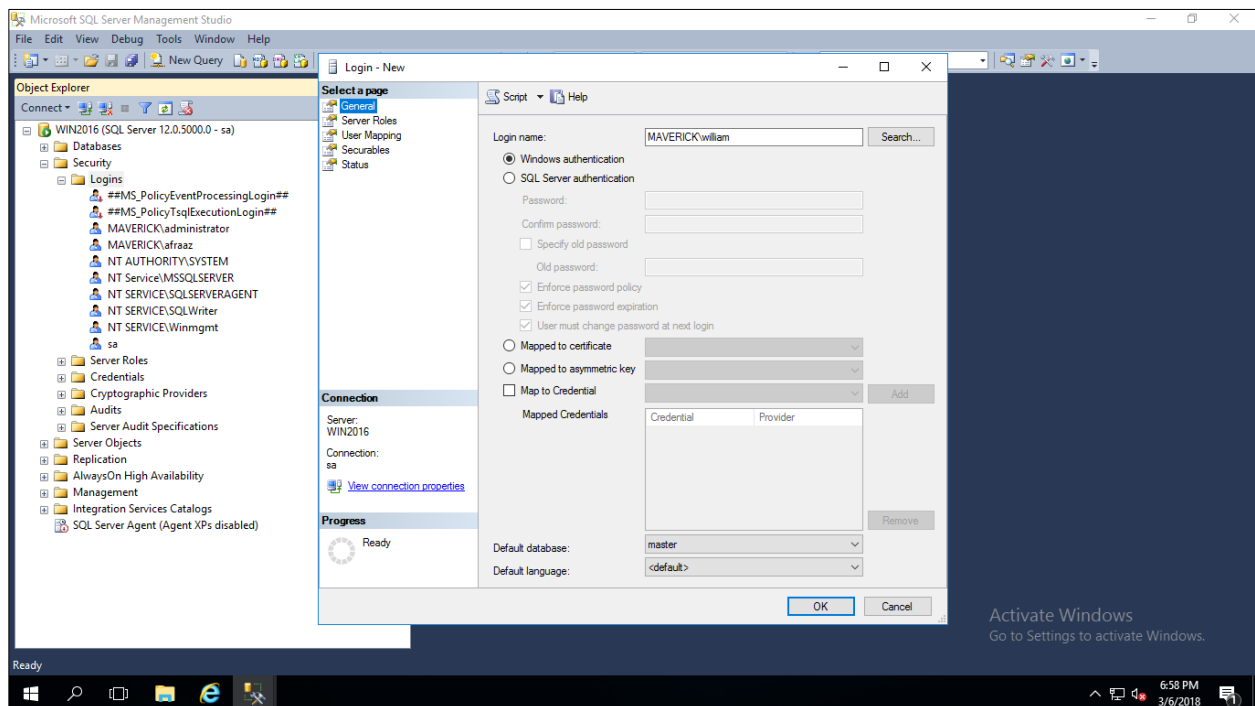 Microsoft SQL Server Management Studio
File Edit View Debug Tools Window Help
New Query
Object Explorer
Connect
WIN2016 (SQL Server 12.0.5000.0 - sa)
Databases
Security
Logins
##MS_PolicyEventProcessingLogin##
##MS_PolicyTsqlExecutionLogin##
MAVERICK\administrator
MAVERICK\afraaz
NT AUTHORITY\SYSTEM
NT Service\MSSQLSERVER
NT SERVICE\SQLSERVERAGENT
NT SERVICE\SQLWriter
NT SERVICE\Winmgmt
sa
Server Roles
Credentials
Cryptographic Providers
Audits
Server Audit Specifications
Server Objects
Replication
AlwaysOn High Availability
Management
Integration Services Catalogs
SQL Server Agent (Agent XPs disabled)
Ready
Login - New
Select a page
General
Server Roles
User Mapping
Securables
Status
Connection
Server:
WIN2016
Connection:
sa
View connection properties
Progress
Ready
Script Help
Login name: MAVERICK\william Search...
Windows authentication
SQL Server authentication
Password:
Confirm password:
Specify old password
Old password:
Enforce password policy
Enforce password expiration
User must change password at next login
Mapped to certificate
Mapped to asymmetric key
Map to Credential Add
Mapped Credentials Credential Provider
Remove
Default database: master
Default language: <default>
OK Cancel
Activate Windows
Go to Settings to activate Windows.
6:58 PM
3/6/2018
1